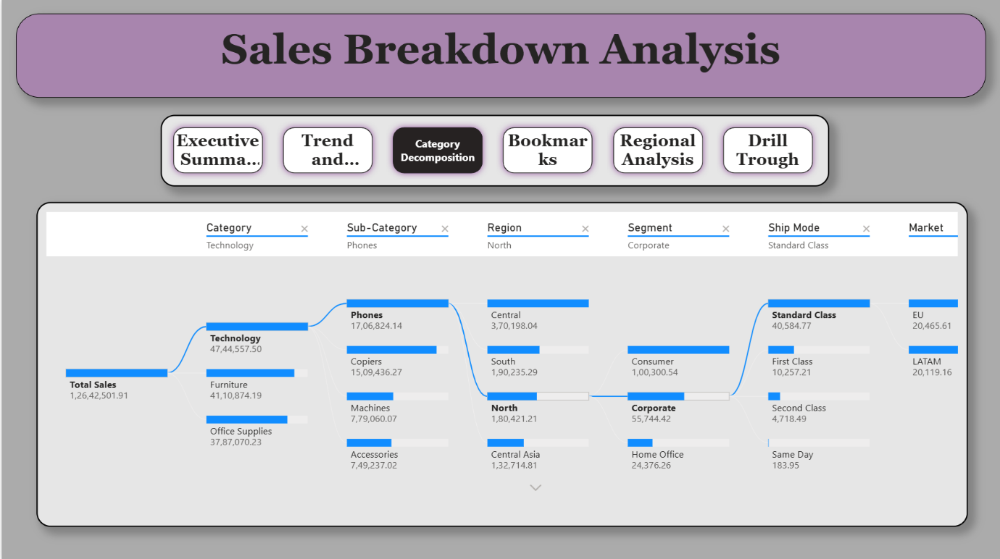 Sales Breakdown Analysis
Executive
Summa...
Trend
and...
Category
Decomposition
Bookmar
ks
Regional
Analysis
Drill
Trough
Category ×
Technology
Sub-Category ×
Phones
Region ×
North
Segment ×
Corporate
Ship Mode ×
Standard Class
Market
Total Sales
1,26,42,501.91
Technology
47,44,557.50
Furniture
41,10,874.19
Office Supplies
37,87,070.23
Phones
17,06,824.14
Copiers
15,09,436.27
Machines
7,79,060.07
Accessories
7,49,237.02
Central
3,70,198.04
South
1,90,235.29
North
1,80,421.21
Central Asia
1,32,714.81
Consumer
1,00,300.54
Corporate
55,744.42
Home Office
24,376.26
Standard Class
40,584.77
First Class
10,257.21
Second Class
4,718.49
Same Day
183.95
EU
20,465.61
LATAM
20,119.16